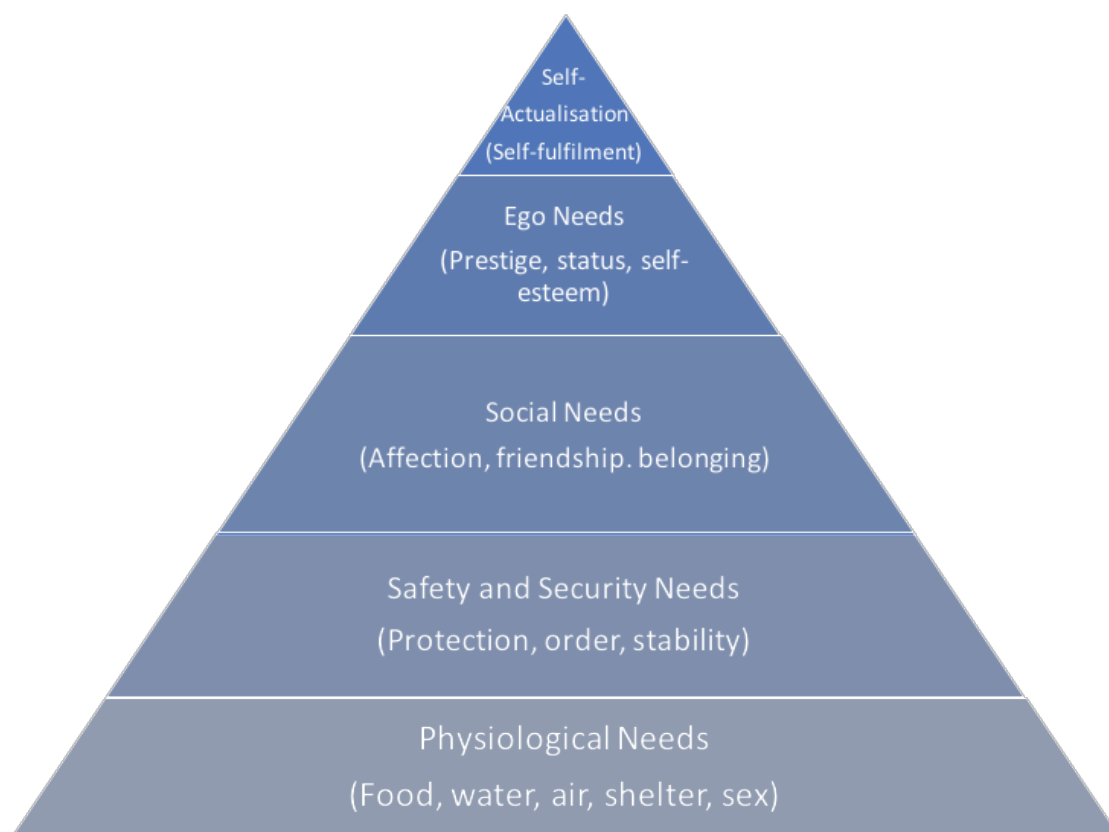 Self-
Actualisation
(Self-fulfilment)
Ego Needs
(Prestige, status, self-
esteem)
Social Needs
(Affection, friendship. belonging)
Safety and Security Needs
(Protection, order, stability)
Physiological Needs
(Food, water, air, shelter, sex)